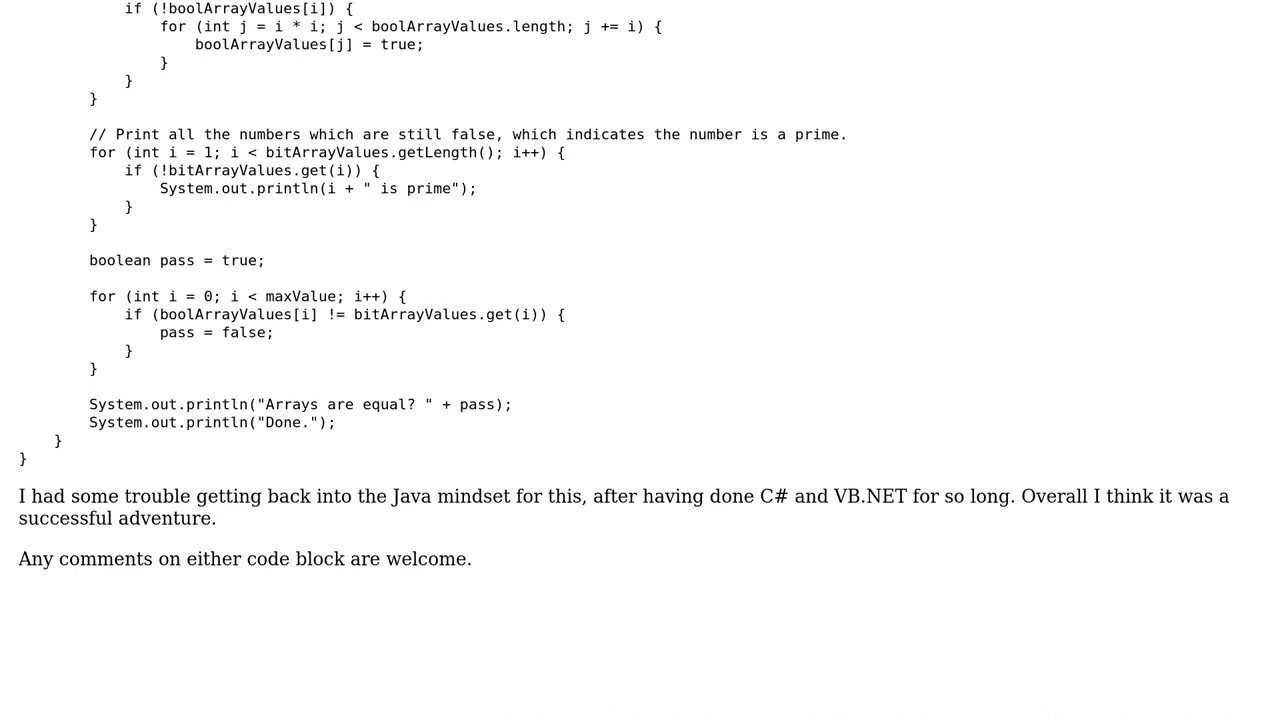 if (!boolArrayValues[i]) {
for (int j = i * i; j < boolArrayValues.length; j += i) {
boolArrayValues[j] = true;
}
}
}
// Print all the numbers which are still false, which indicates the number is a prime.
for (int i = 1; i < bitArrayValues.getLength(); i++) {
if (!bitArrayValues.get(i)) {
System.out.println(i + " is prime");
}
}
boolean pass = true;
for (int i = 0; i < maxValue; i++) {
if (boolArrayValues[i] != bitArrayValues.get(i)) {
pass = false;
}
}
System.out.println("Arrays are equal? " + pass);
System.out.println("Done.");
}
}
I had some trouble getting back into the Java mindset for this, after having done C# and VB.NET for so long. Overall I think it was a
successful adventure.
Any comments on either code block are welcome.